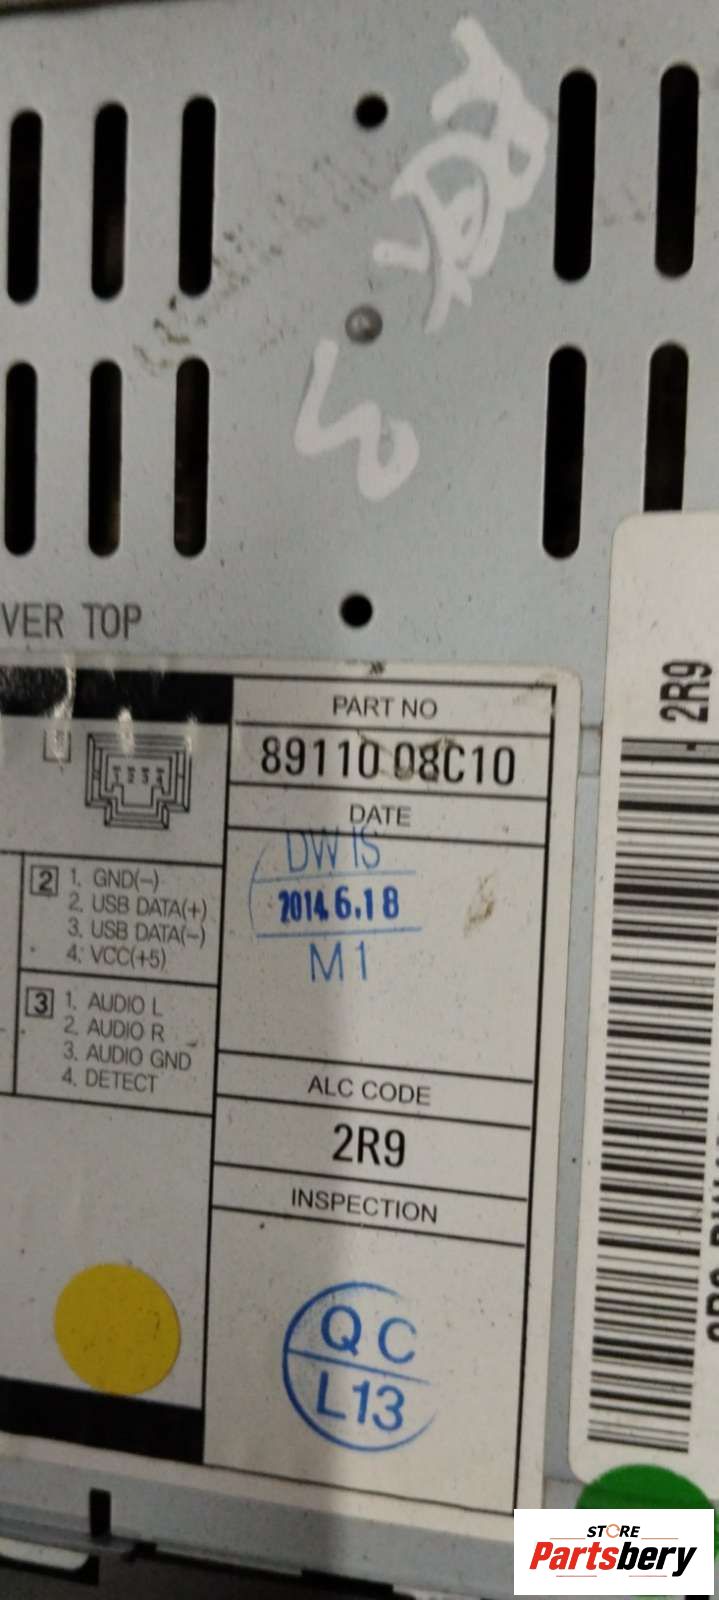 VER TOP
PART NO
89110 08C10
DATE
DW IS
2014.6.18
M1
2 1. GND(-)
2. USB DATA(+)
3. USB DATA(-)
4. VCC(+5)
3 1. AUDIO L
2. AUDIO R
3. AUDIO GND
4. DETECT
ALC CODE
2R9
INSPECTION
QC
L13
2R9
STORE
Partsbery